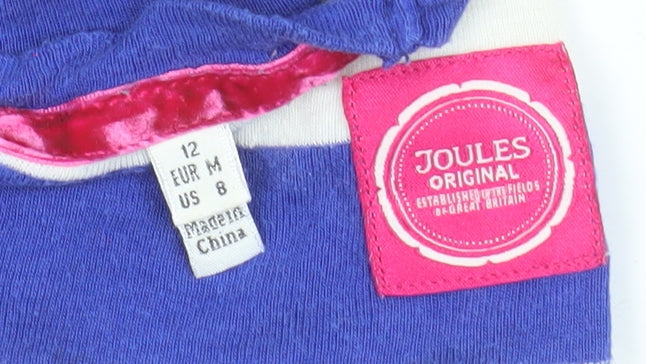 12
EUR M
US 8
Made in
China
JOULES
ORIGINAL
ESTABLISHED IN THE FIELDS
OF GREAT BRITAIN